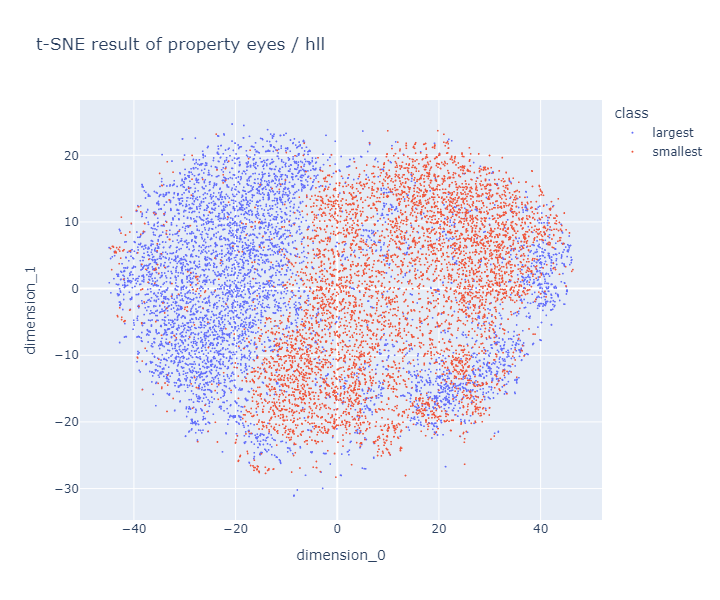 t-SNE result of property eyes / hll
class
largest
smallest
20
10
0
−10
−20
−30
dimension_1
−40
−20
0
20
40
dimension_0